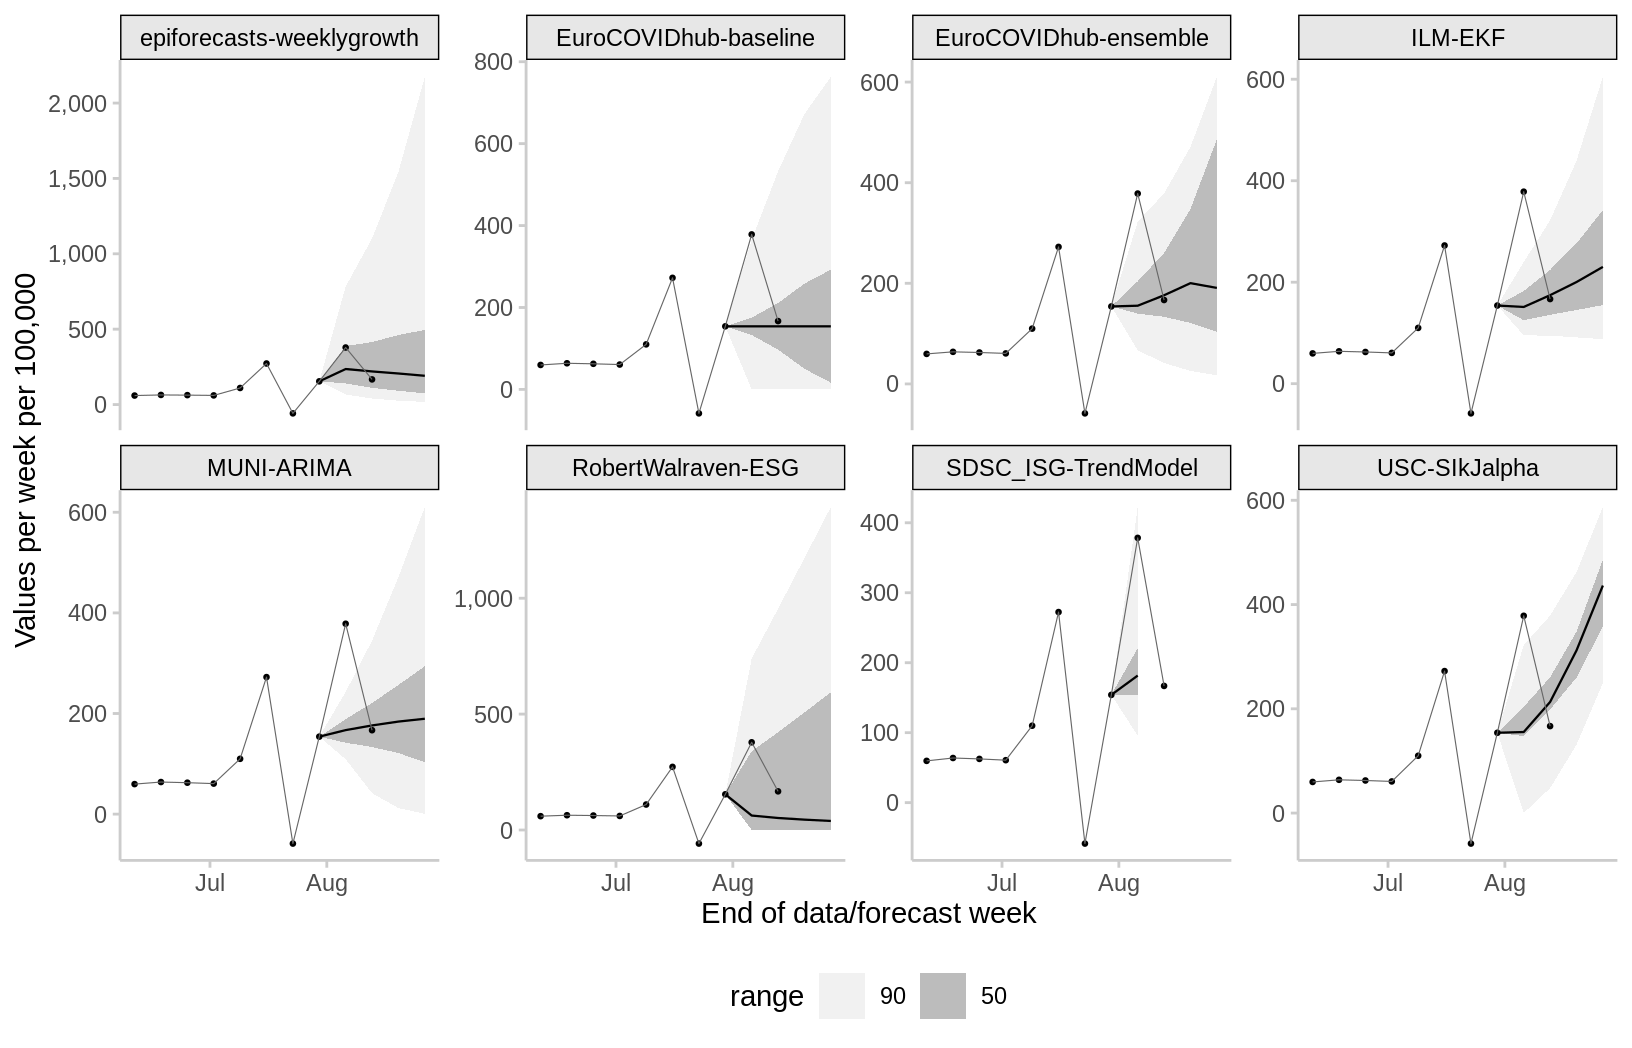 epiforecasts-weeklygrowth
EuroCOVIDhub-baseline
EuroCOVIDhub-ensemble
ILM-EKF
2,000
1,500
1,000
500
0
800
600
400
200
0
600
400
200
0
600
400
200
0
Values per week per 100,000
MUNI-ARIMA
RobertWalraven-ESG
SDSC_ISG-TrendModel
USC-SIkJalpha
600
400
200
0
1,000
500
0
400
300
200
100
0
600
400
200
0
Jul Aug
Jul Aug
Jul Aug
Jul Aug
End of data/forecast week
range 90 50